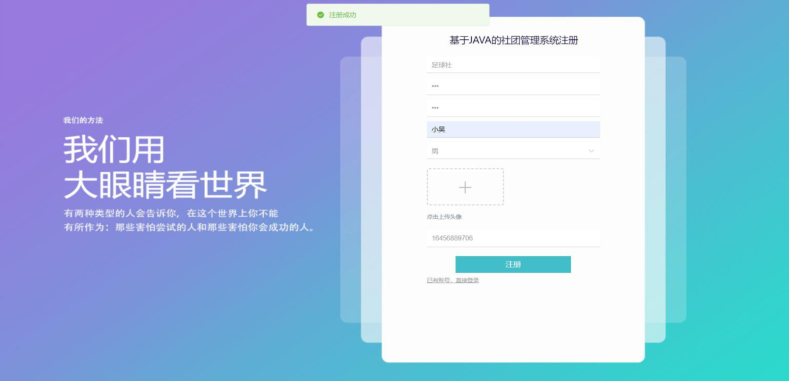 注册成功
基于JAVA的社团管理系统注册
足球社
•••
•••
小吴
男
点击上传头像
16456889706
注册
已有账号，直接登录
我们的方法
我们用
大眼睛看世界
有两种类型的人会告诉你，在这个世界上你不能
有所作为：那些害怕尝试的人和那些害怕你会成功的人。